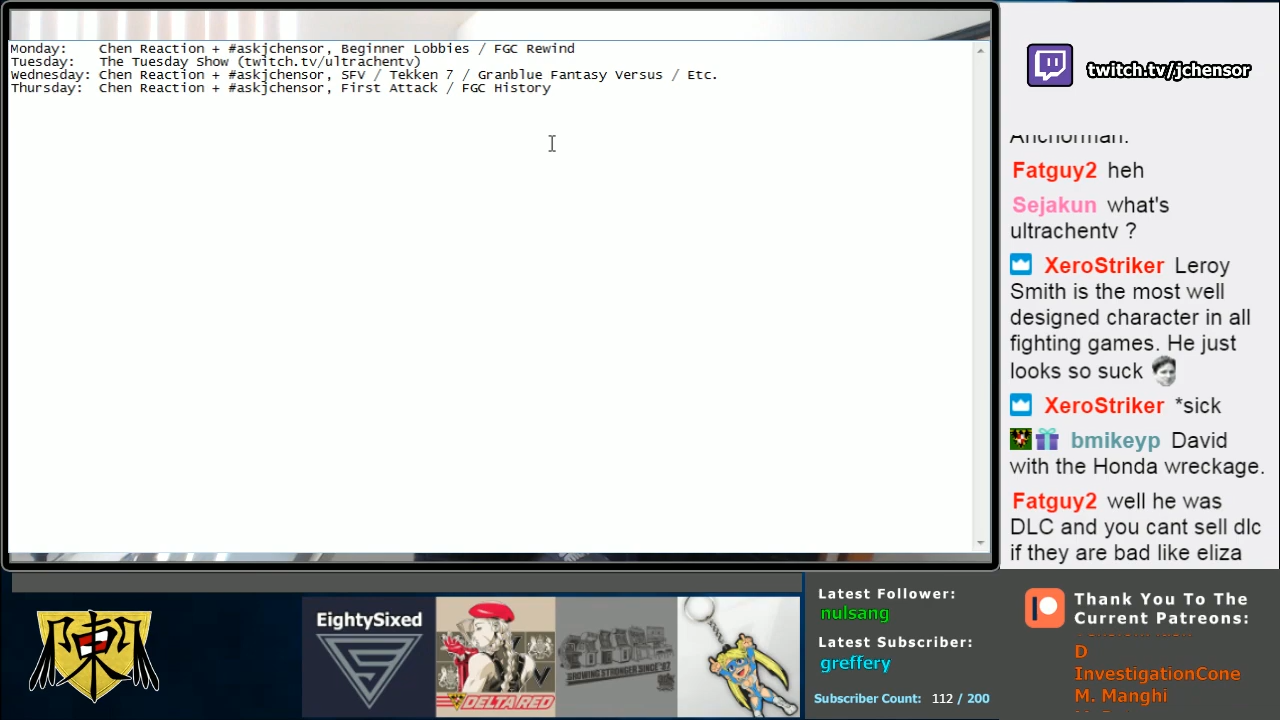 Monday: Chen Reaction + #askjchensor, Beginner Lobbies / FGC Rewind
Tuesday: The Tuesday Show (twitch.tv/ultrachentv)
Wednesday: Chen Reaction + #askjchensor, SFV / Tekken 7 / Granblue Fantasy Versus / Etc.
Thursday: Chen Reaction + #askjchensor, First Attack / FGC History
twitch.tv/jchensor
Anchorman.
Fatguy2 heh
Sejakun what's
ultrachentv ?
XeroStriker Leroy
Smith is the most well
designed character in all
fighting games. He just
looks so suck
XeroStriker *sick
bmikeyp David
with the Honda wreckage.
Fatguy2 well he was
DLC and you cant sell dlc
if they are bad like eliza
EightySixed
DELTA RED
GROWING STRONGER SINCE '87
Latest Follower:
nulsang
Latest Subscriber:
greffery
Subscriber Count: 112 / 200
Thank You To The
Current Patreons:
D
InvestigationCone
M. Manghi